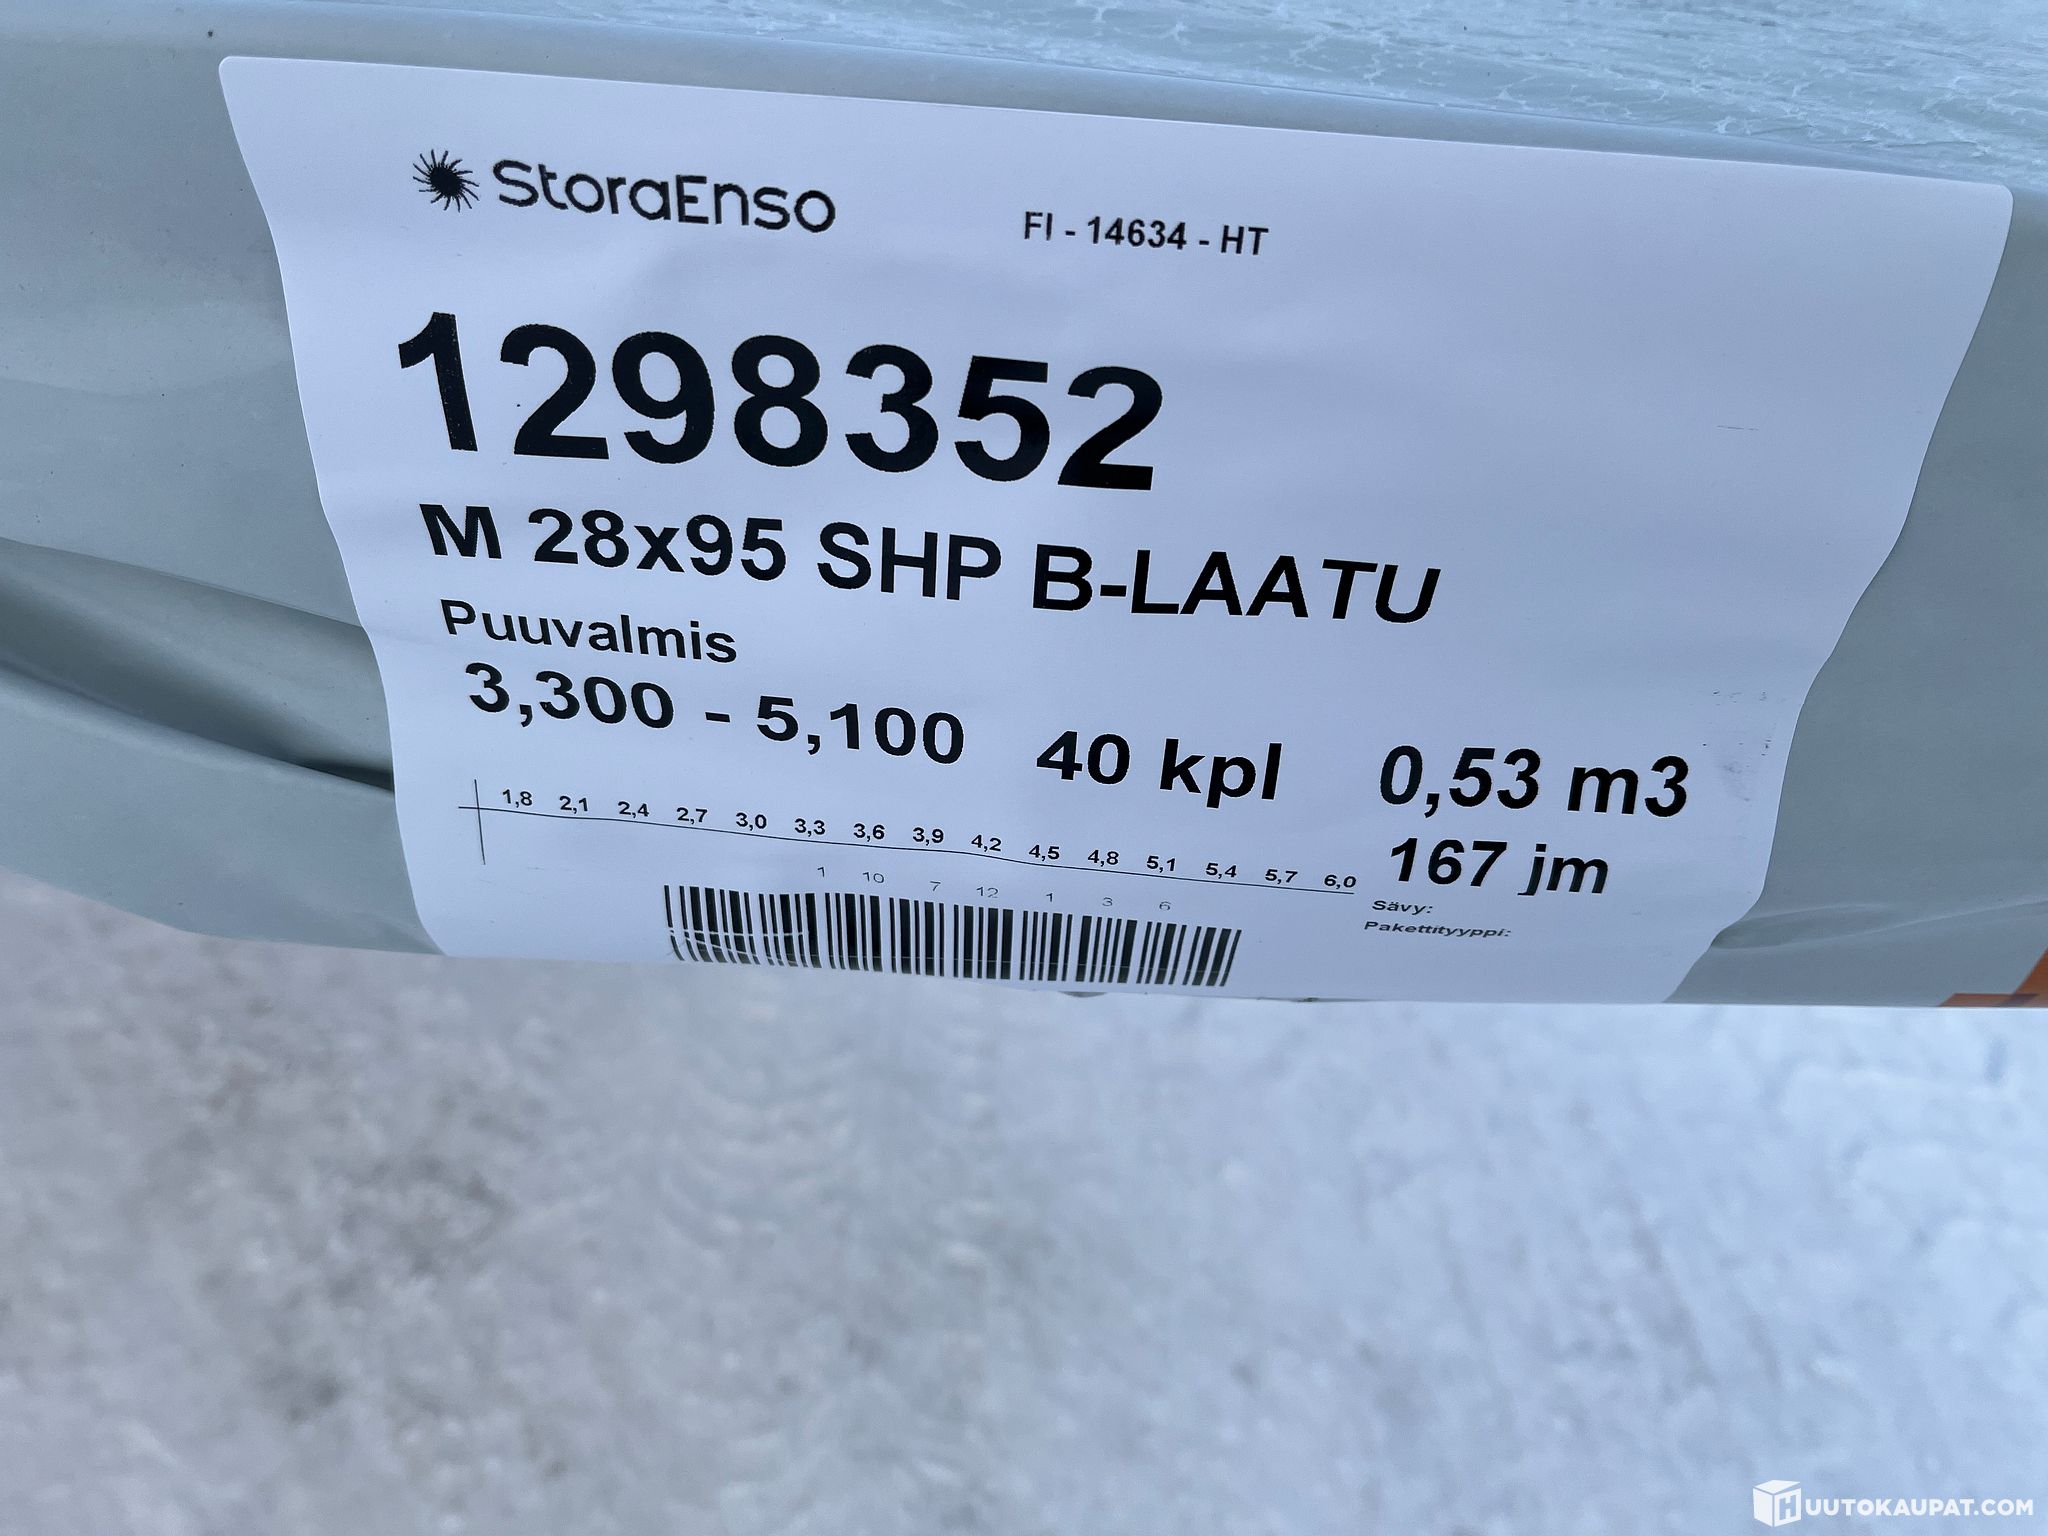 StoraEnso
FI - 14634 - HT
1298352
M 28x95 SHP B-LAATU
Puuvalmis
3,300 - 5,100 40 kpl 0,53 m3
167 jm
1,8 2,1 2,4 2,7 3,0 3,3 3,6 3,9 4,2 4,5 4,8 5,1 5,4 5,7 6,0
1 10 7 12 1 3 6
Sävy:
Pakettityyppi:
HUUTOKAUPAT.COM